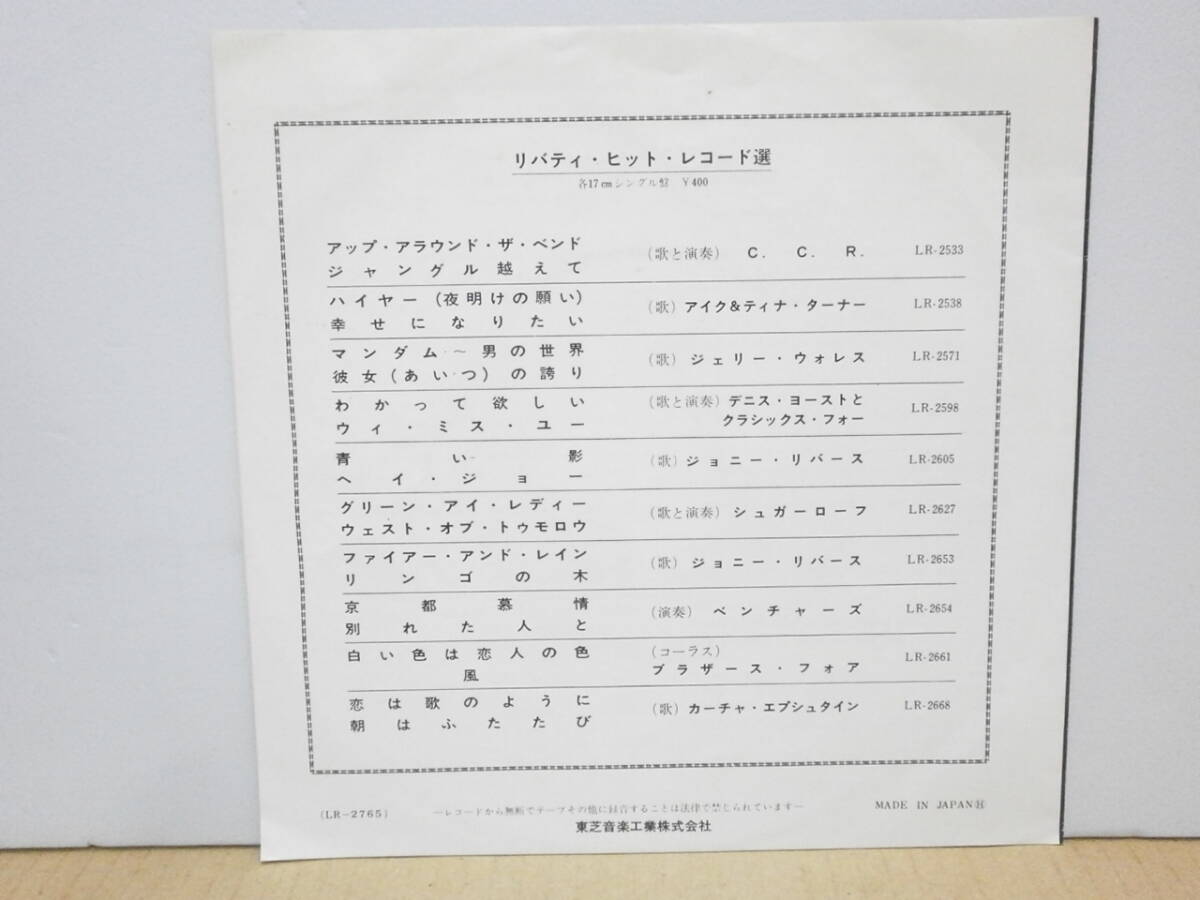 リバティ・ヒット・レコード選
各17cmシングル盤 ¥400
アップ・アラウンド・ザ・ベンド
ジャングル越えて
(歌と演奏) C. C. R. LR-2533
ハイヤー(夜明けの願い)
幸せになりたい
(歌) アイク&ティナ・ターナー LR-2538
マンダム~男の世界
彼女(あいつ)の誇り
(歌) ジェリー・ウォレス LR-2571
わかって欲しい
ウィ・ミス・ユー
(歌と演奏) デニス・ヨーストと
クラシックス・フォー
LR-2598
青い影
ヘイ・ジョー
(歌) ジョニー・リバース LR-2605
グリーン・アイ・レディー
ウェスト・オブ・トゥモロウ
(歌と演奏) シュガーローフ LR-2627
ファイアー・アンド・レイン
リンゴの木
(歌) ジョニー・リバース LR-2653
京都慕情
別れた人と
(演奏) ベンチャーズ LR-2654
白い色は恋人の色
風
(コーラス)
ブラザース・フォア
LR-2661
恋は歌のように
朝はふたたび
(歌) カーチャ・エプシュタイン LR-2668
(LR-2765)
—レコードから無断でテープその他に録音することは法律で禁じられています—
MADE IN JAPANⒽ
東芝音楽工業株式会社